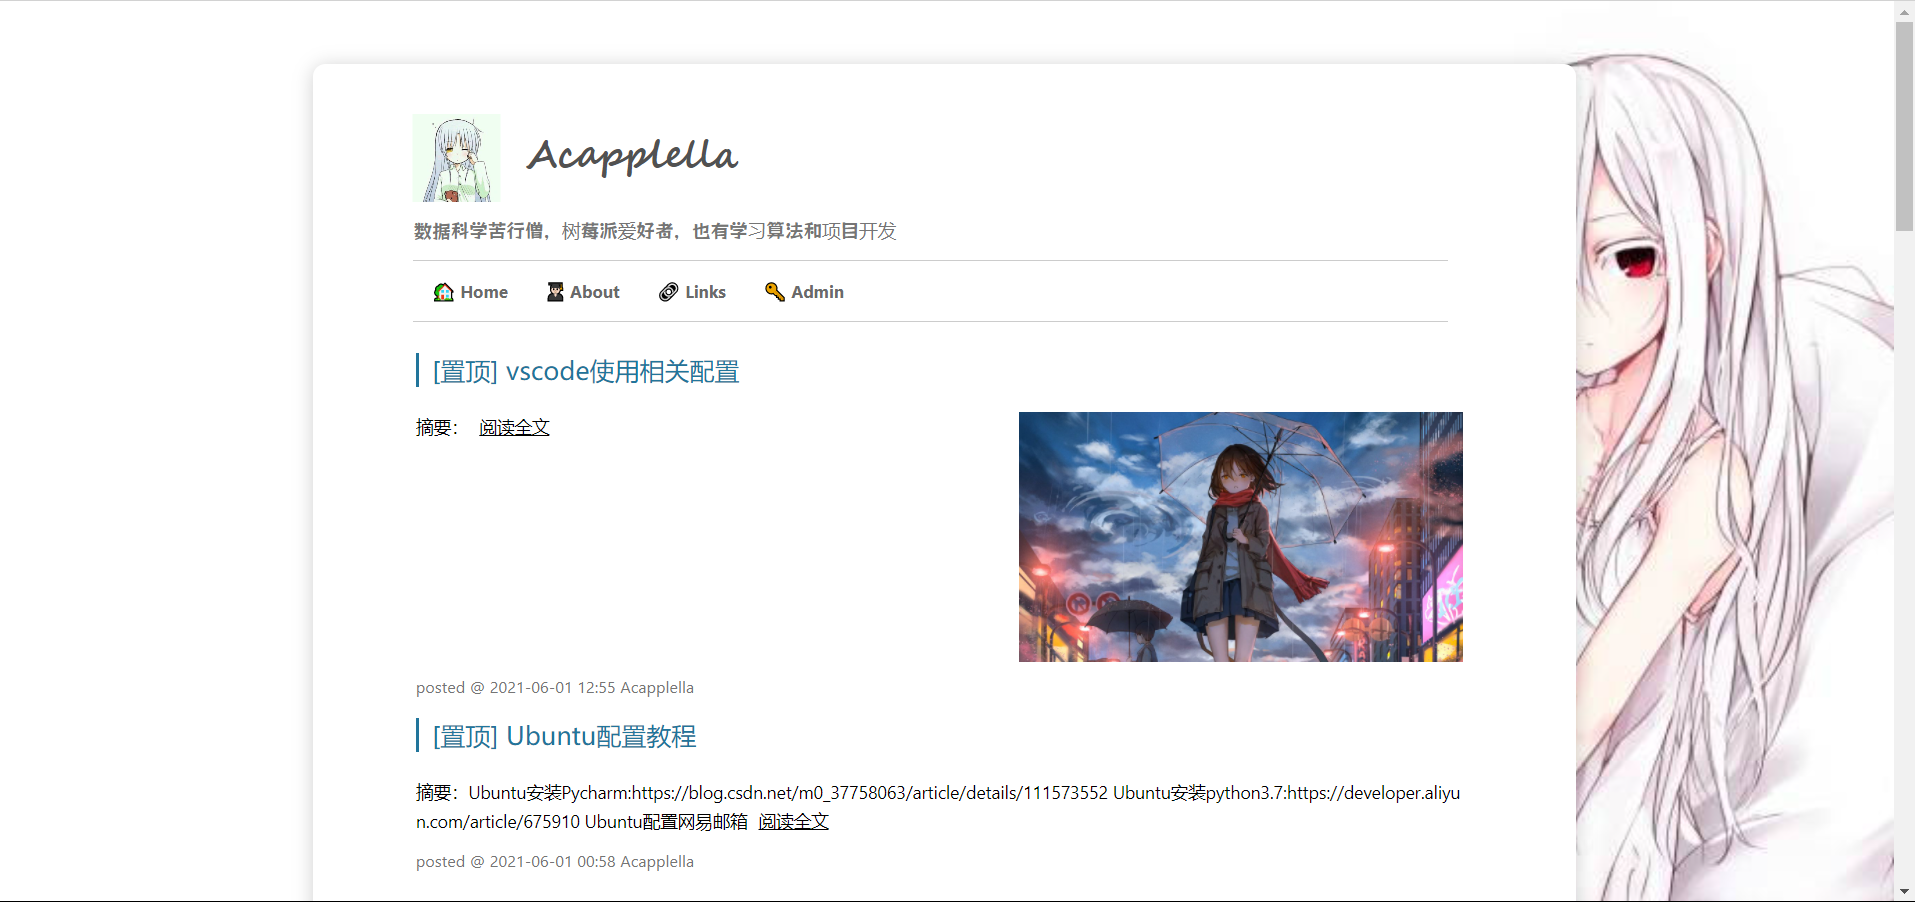 Acapplella
数据科学苦行僧，树莓派爱好者，也有学习算法和项目开发
Home About Links Admin
[置顶] vscode使用相关配置
摘要： 阅读全文
posted @ 2021-06-01 12:55 Acapplella
[置顶] Ubuntu配置教程
摘要：Ubuntu安装Pycharm:https://blog.csdn.net/m0_37758063/article/details/111573552 Ubuntu安装python3.7:https://developer.aliyu
n.com/article/675910 Ubuntu配置网易邮箱 阅读全文
posted @ 2021-06-01 00:58 Acapplella